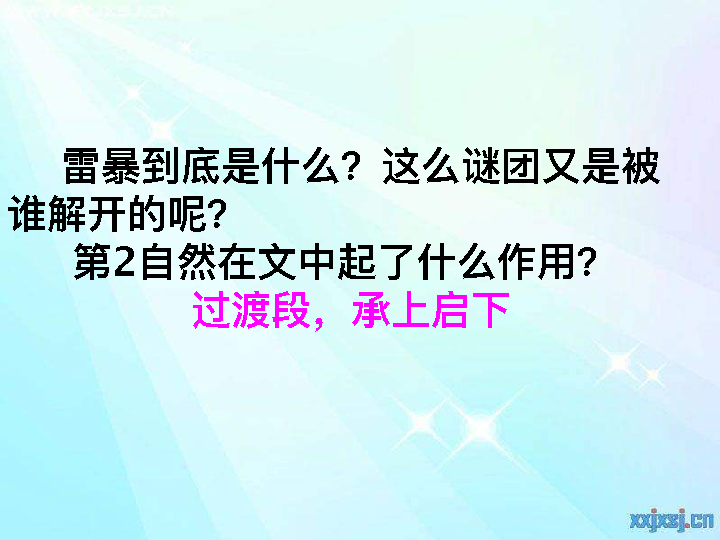 雷暴到底是什么？这么谜团又是被
谁解开的呢？
第2自然在文中起了什么作用？
过渡段，承上启下
xxjxsj.cn